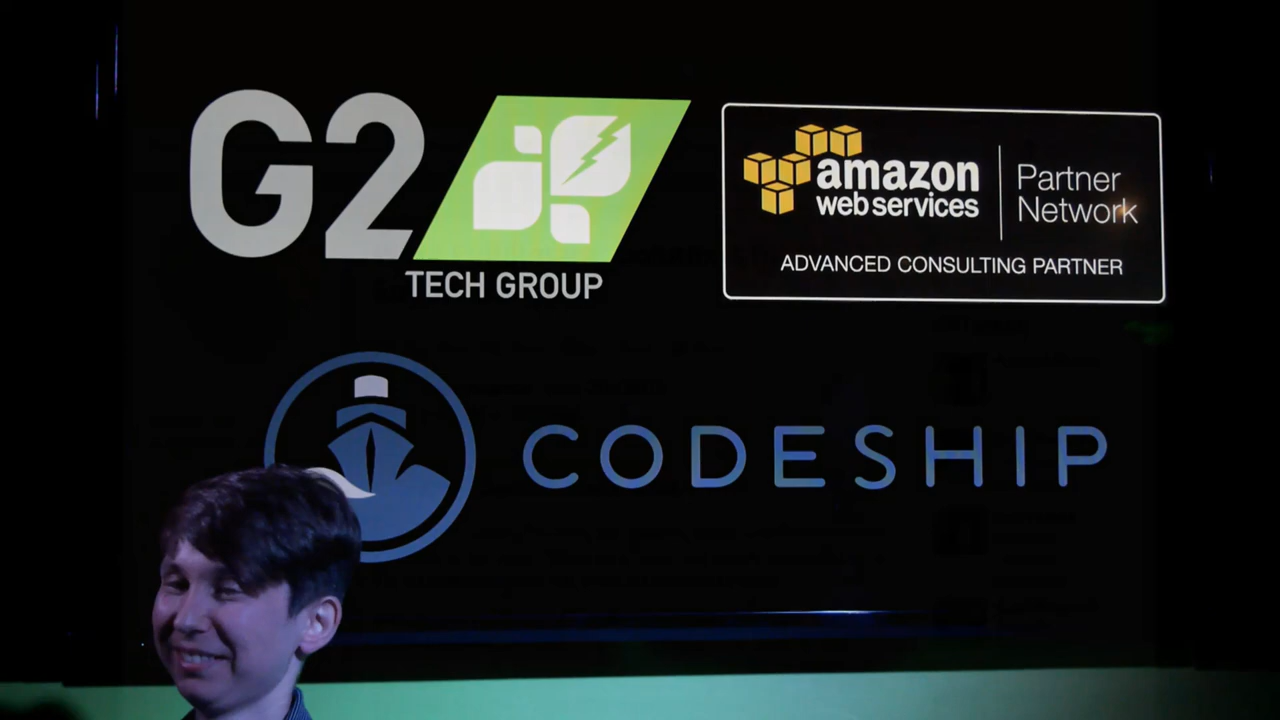 G2
TECH GROUP
amazon
web services
Partner
Network
ADVANCED CONSULTING PARTNER
CODESHIP